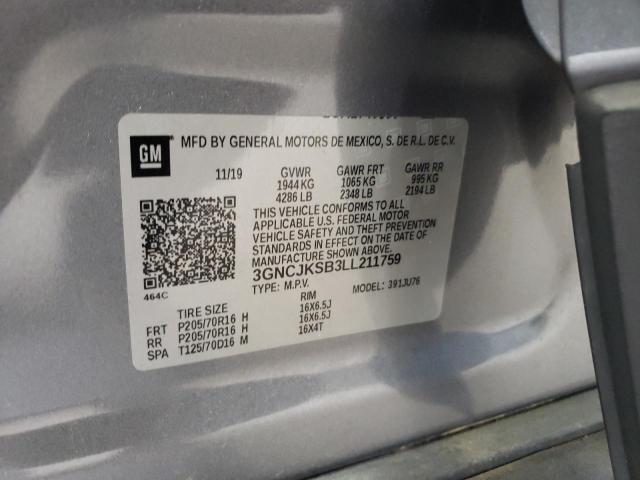 GM
MFD BY GENERAL MOTORS DE MEXICO, S. DE R.L. DE C.V.
11/19 GVWR GAWR FRT GAWR RR
1944 KG 1065 KG 995 KG
4286 LB 2348 LB 2194 LB
THIS VEHICLE CONFORMS TO ALL
APPLICABLE U.S. FEDERAL MOTOR
VEHICLE SAFETY AND THEFT PREVENTION
STANDARDS IN EFFECT ON THE DATE OF
MANUFACTURE SHOWN ABOVE.
3GNCJKSB3LL211759
464C
TYPE: M.P.V. MODEL: 391JU76
TIRE SIZE RIM
FRT P205/70R16 H 16X6.5J
RR P205/70R16 H 16X6.5J
SPA T125/70D16 M 16X4T